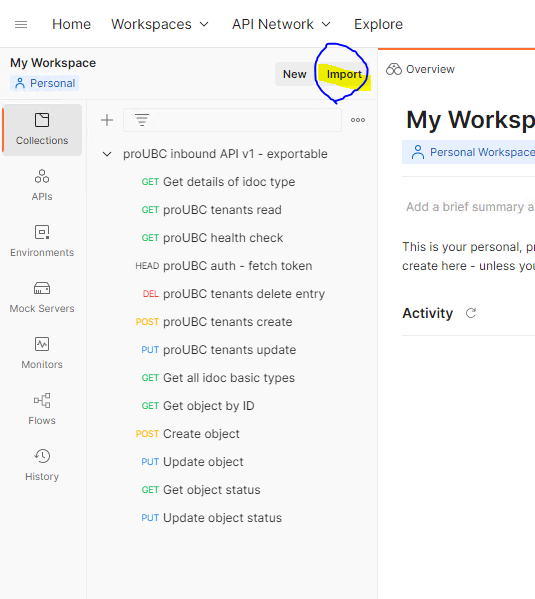 Home Workspaces API Network Explore
My Workspace
Personal
New Import
Overview
Collections
APIs
Environments
Mock Servers
Monitors
Flows
History
proUBC inbound API v1 - exportable
GET Get details of idoc type
GET proUBC tenants read
GET proUBC health check
HEAD proUBC auth - fetch token
DEL proUBC tenants delete entry
POST proUBC tenants create
PUT proUBC tenants update
GET Get all idoc basic types
GET Get object by ID
POST Create object
PUT Update object
GET Get object status
PUT Update object status
My Worksp
Personal Workspace
Add a brief summary a
This is your personal, p
create here - unless you
Activity